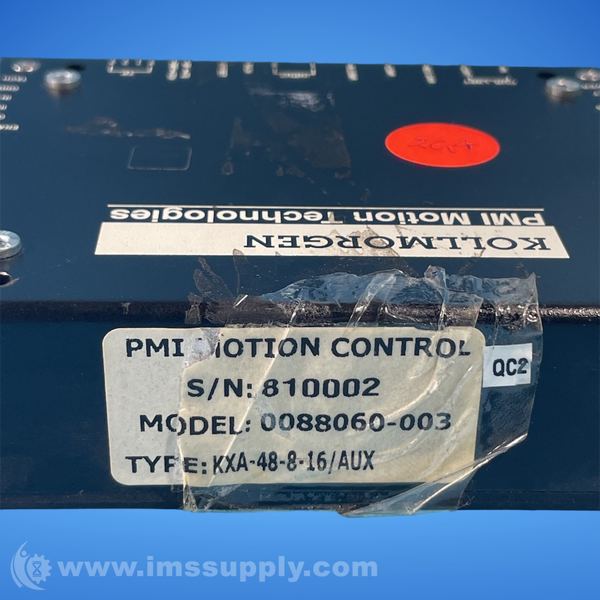 KOLLMORGEN
PMI Motion Technologies
PMI MOTION CONTROL
S/N: 810002
MODEL: 0088060-003
TYPE: KXA-48-8-16/AUX
QC2
www.imssupply.com